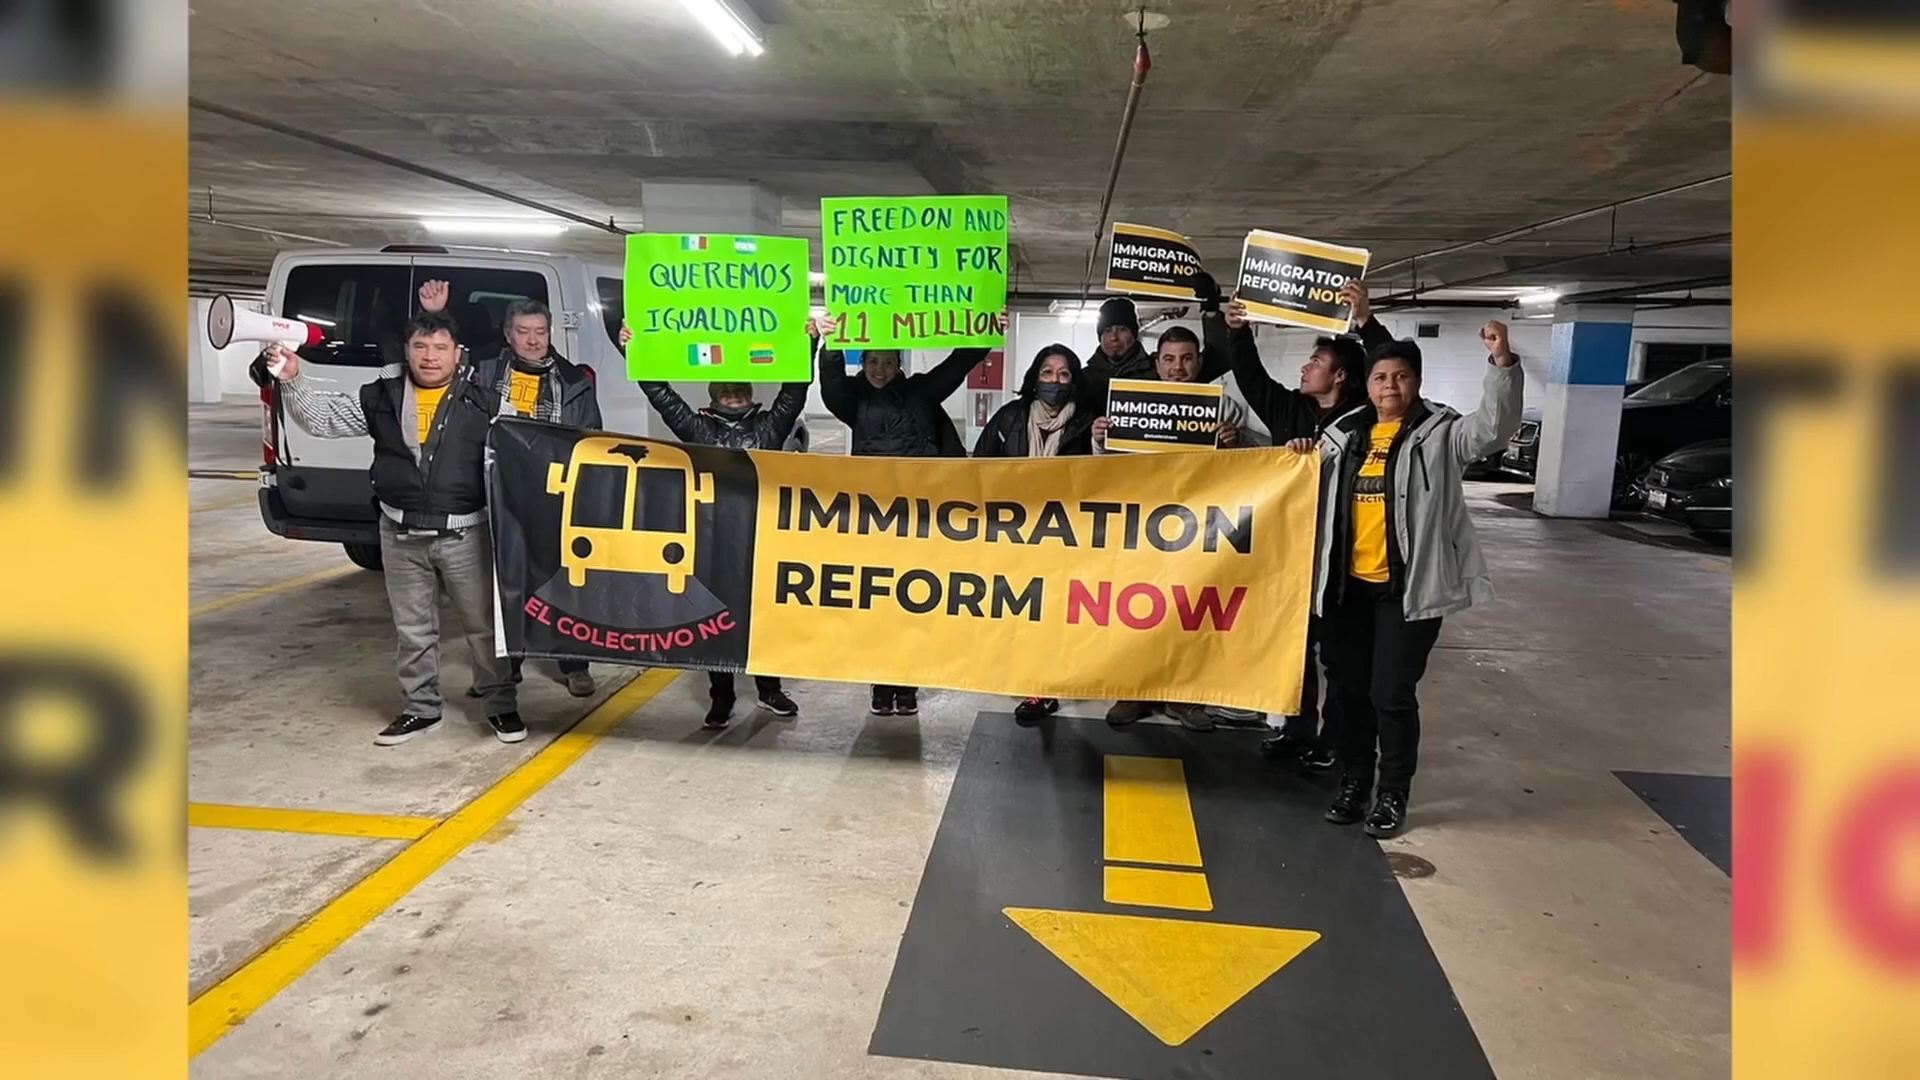 QUEREMOS
IGUALDAD
FREEDON AND
DIGNITY FOR
MORE THAN
11 MILLION
IMMIGRATION
REFORM NOW
IMMIGRATION
REFORM NOW
IMMIGRATION
REFORM NOW
IMMIGRATION
REFORM NOW
EL COLECTIVO NC